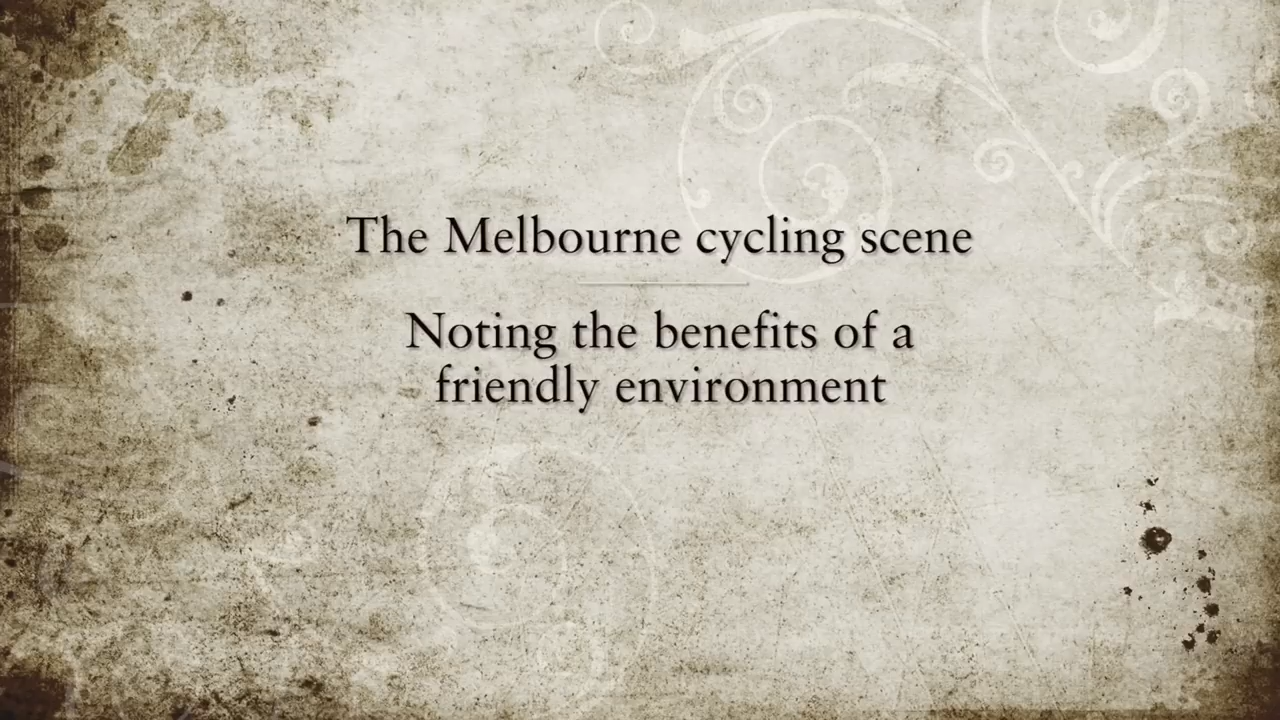 The Melbourne cycling scene
Noting the benefits of a
friendly environment